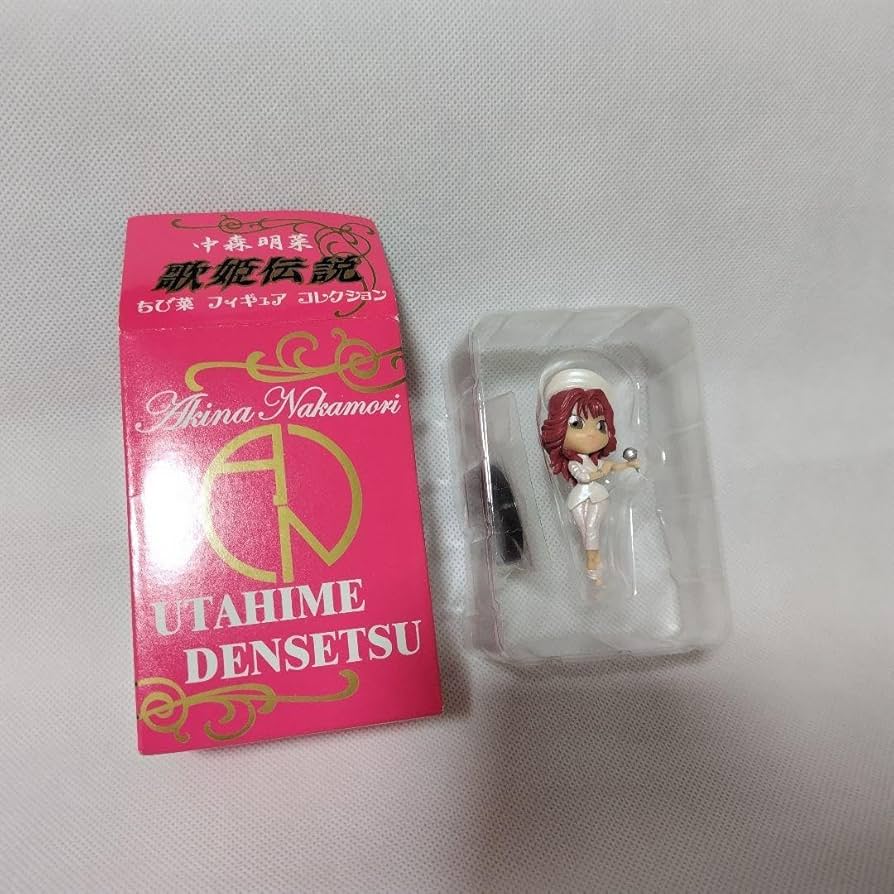 中森明菜
歌姫伝説
ちび菜 フィギュア コレクション
Akina Nakamori
AN
UTAHIME
DENSETSU